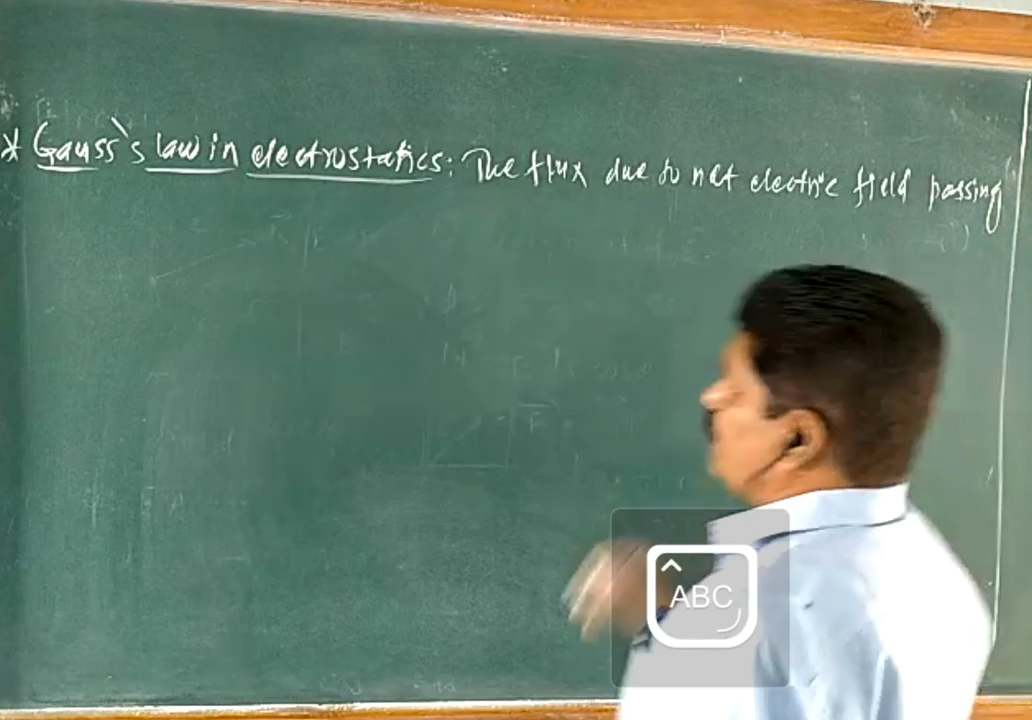 * Gauss's law in electrostatics: The flux due to net electric field passing
ABC